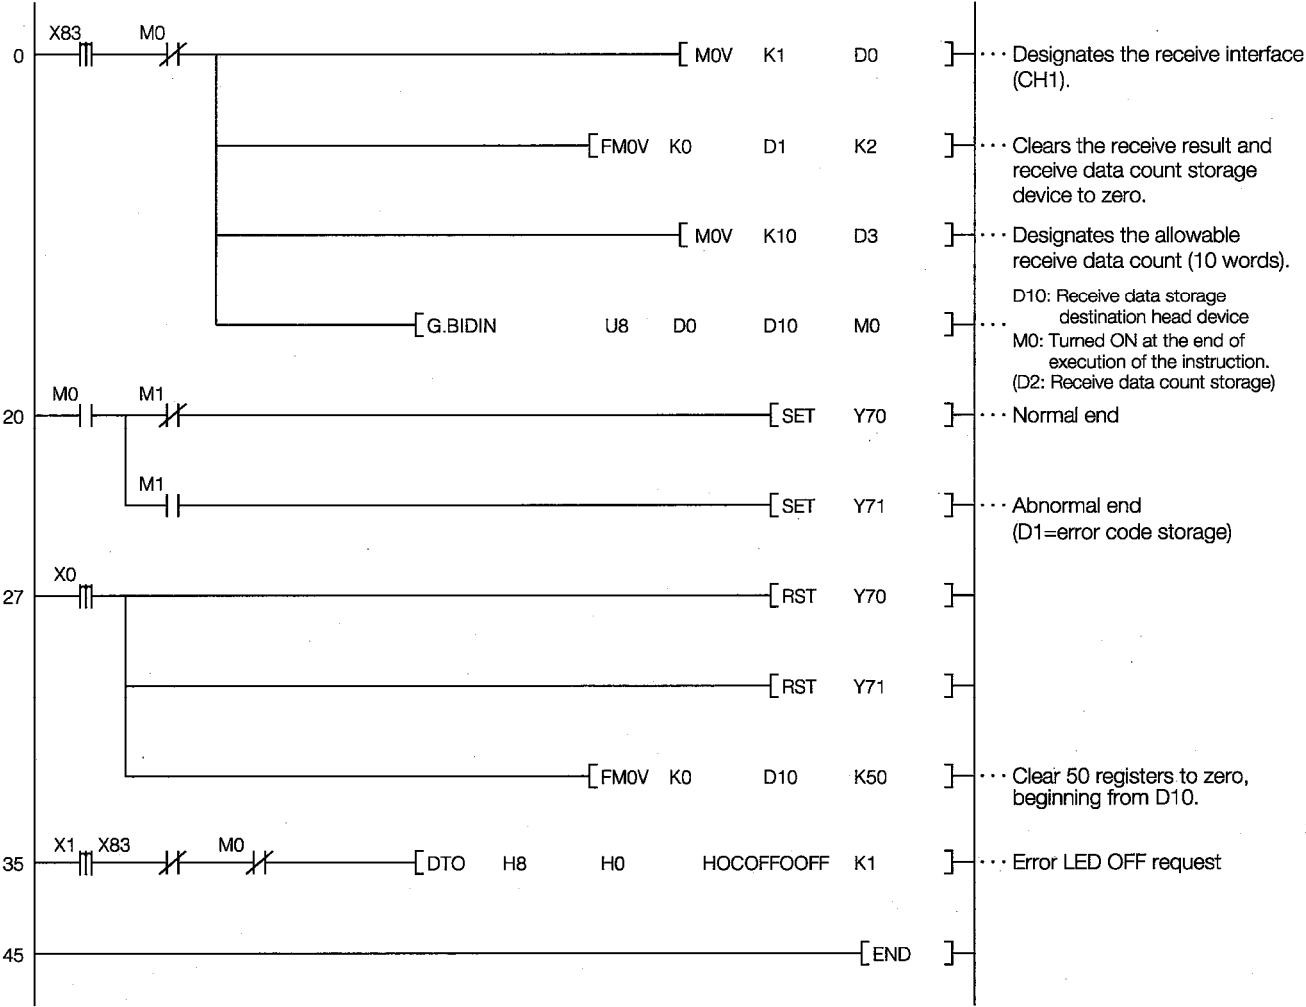 X83 M0
0 [ MOV K1 D0 ] ··· Designates the receive interface
(CH1).
[ FMOV K0 D1 K2 ] ··· Clears the receive result and
receive data count storage
device to zero.
[ MOV K10 D3 ] ··· Designates the allowable
receive data count (10 words).
D10: Receive data storage
[ G.BIDIN U8 D0 D10 M0 ] ··· destination head device
M0: Turned ON at the end of
execution of the instruction.
(D2: Receive data count storage)
M0 M1
20 [ SET Y70 ] ··· Normal end
M1
[ SET Y71 ] ··· Abnormal end
(D1=error code storage)
X0
27 [ RST Y70 ]
[ RST Y71 ]
[ FMOV K0 D10 K50 ] ··· Clear 50 registers to zero,
beginning from D10.
X1 X83 M0
35 [ DTO H8 H0 HOCOFFOOFF K1 ] ··· Error LED OFF request
45 [ END ]